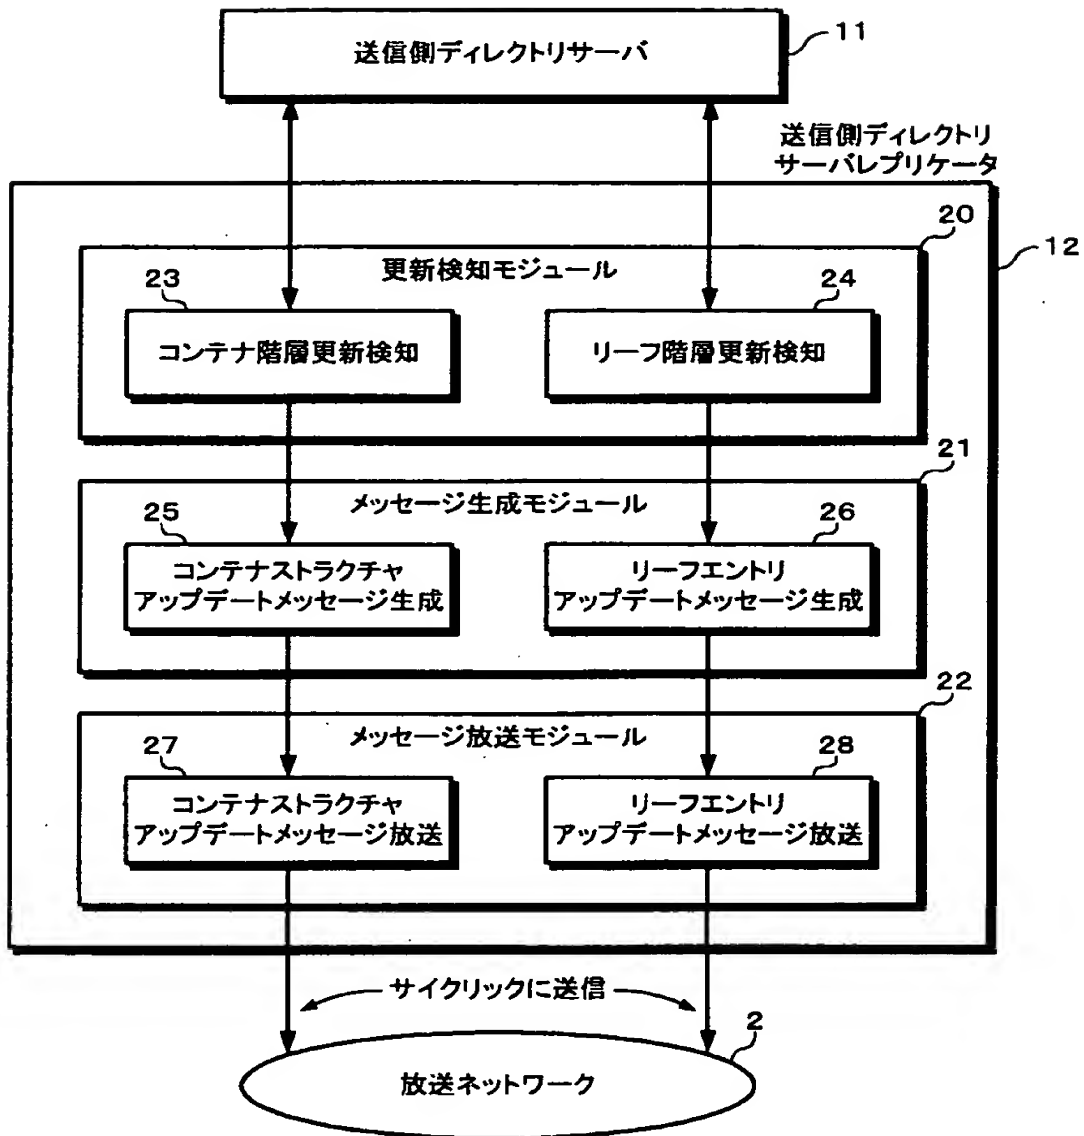 送信側ディレクトリサーバ
11
送信側ディレクトリ
サーバレプリケータ
12
20
更新検知モジュール
23
コンテナ階層更新検知
24
リーフ階層更新検知
21
メッセージ生成モジュール
25
コンテナストラクチャ
アップデートメッセージ生成
26
リーフエントリ
アップデートメッセージ生成
22
メッセージ放送モジュール
27
コンテナストラクチャ
アップデートメッセージ放送
28
リーフエントリ
アップデートメッセージ放送
サイクリックに送信
2
放送ネットワーク